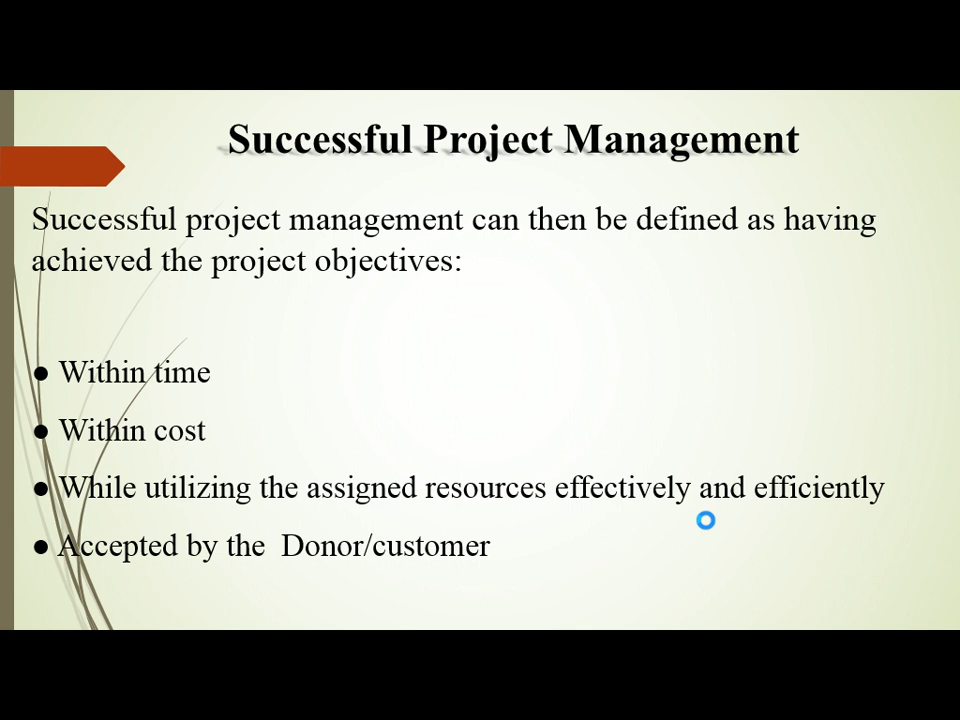 Successful Project Management
Successful project management can then be defined as having
achieved the project objectives:
● Within time
● Within cost
● While utilizing the assigned resources effectively and efficiently
● Accepted by the Donor/customer